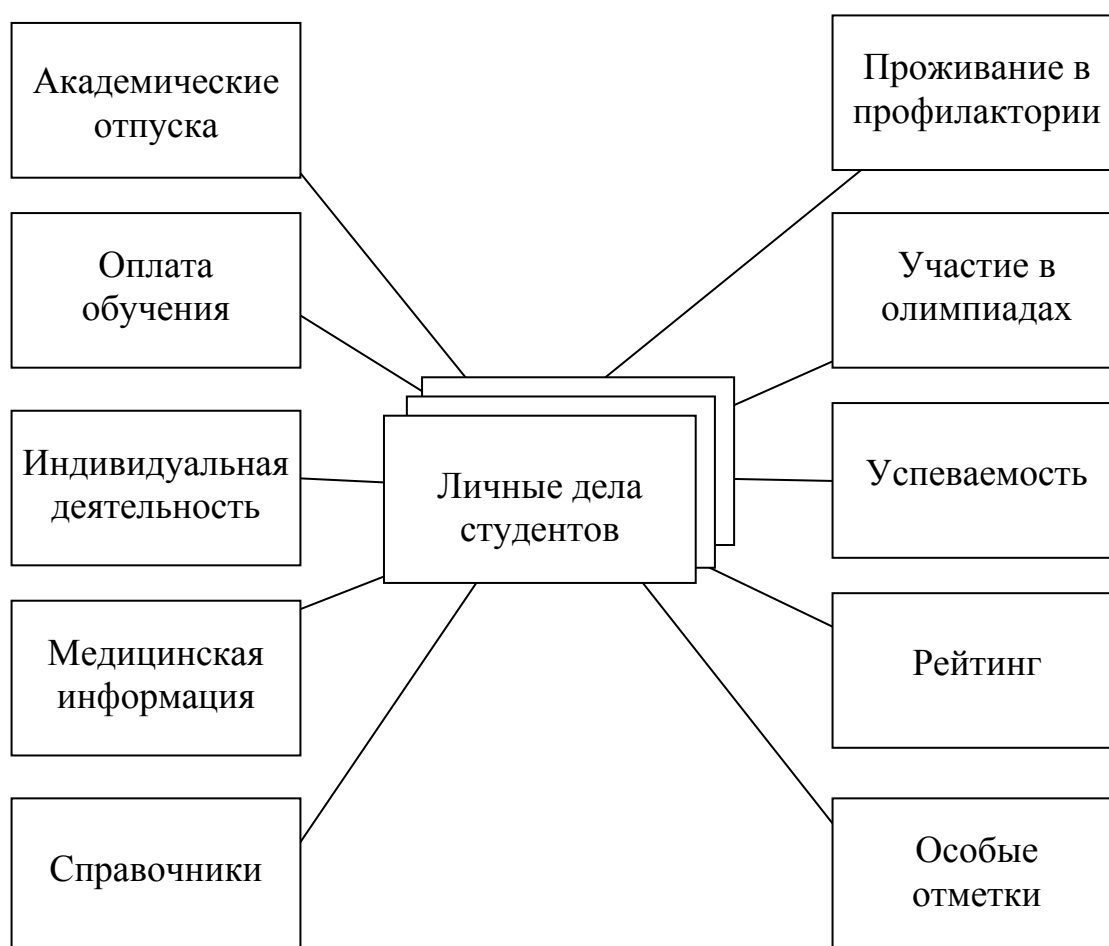 Академические
отпуска
Оплата
обучения
Индивидуальная
деятельность
Медицинская
информация
Справочники
Личные дела
студентов
Проживание в
профилактории
Участие в
олимпиадах
Успеваемость
Рейтинг
Особые
отметки